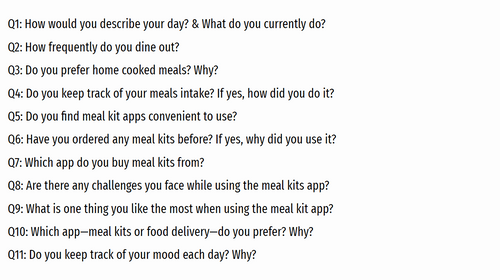 Q1: How would you describe your day? & What do you currently do?
Q2: How frequently do you dine out?
Q3: Do you prefer home cooked meals? Why?
Q4: Do you keep track of your meals intake? If yes, how did you do it?
Q5: Do you find meal kit apps convenient to use?
Q6: Have you ordered any meal kits before? If yes, why did you use it?
Q7: Which app do you buy meal kits from?
Q8: Are there any challenges you face while using the meal kits app?
Q9: What is one thing you like the most when using the meal kit app?
Q10: Which app—meal kits or food delivery—do you prefer? Why?
Q11: Do you keep track of your mood each day? Why?